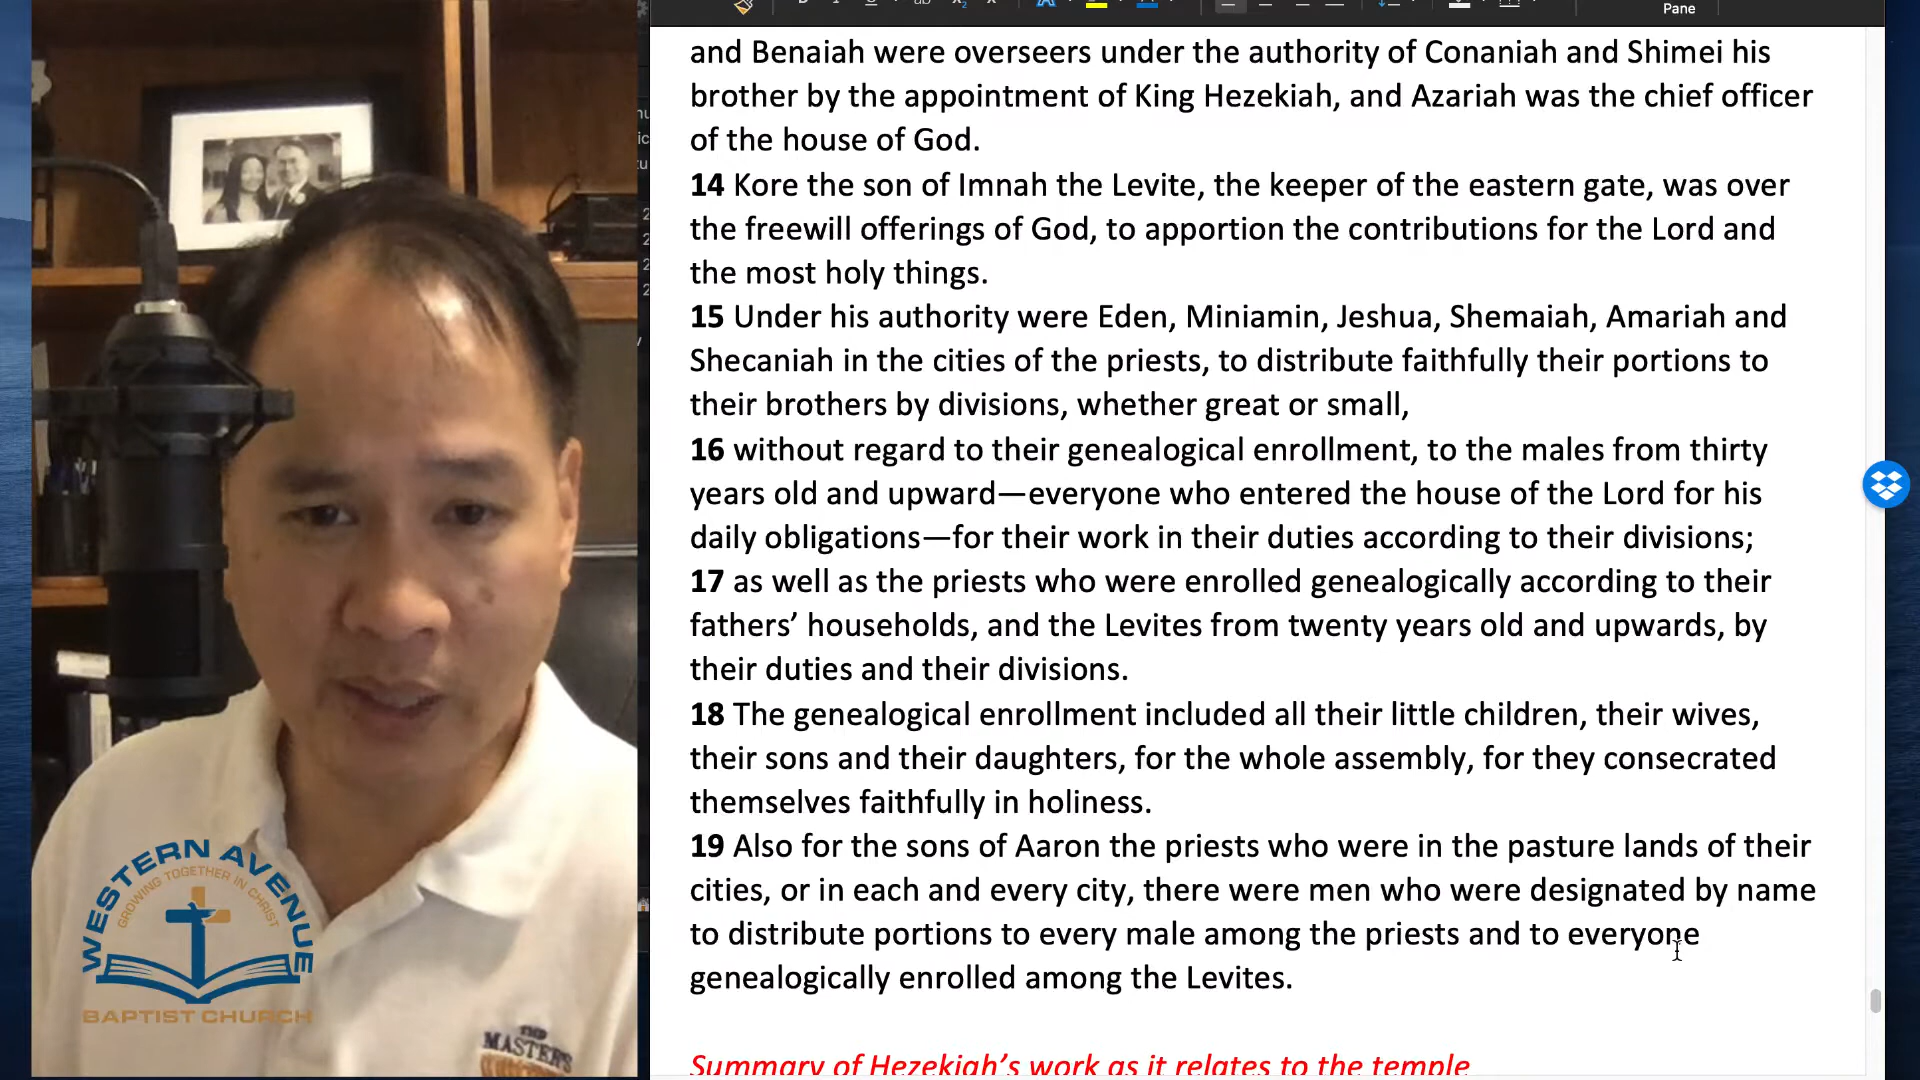 Pane
and Benaiah were overseers under the authority of Conaniah and Shimei his
brother by the appointment of King Hezekiah, and Azariah was the chief officer
of the house of God.
14 Kore the son of Imnah the Levite, the keeper of the eastern gate, was over
the freewill offerings of God, to apportion the contributions for the Lord and
the most holy things.
15 Under his authority were Eden, Miniamin, Jeshua, Shemaiah, Amariah and
Shecaniah in the cities of the priests, to distribute faithfully their portions to
their brothers by divisions, whether great or small,
16 without regard to their genealogical enrollment, to the males from thirty
years old and upward—everyone who entered the house of the Lord for his
daily obligations—for their work in their duties according to their divisions;
17 as well as the priests who were enrolled genealogically according to their
fathers’ households, and the Levites from twenty years old and upwards, by
their duties and their divisions.
18 The genealogical enrollment included all their little children, their wives,
their sons and their daughters, for the whole assembly, for they consecrated
themselves faithfully in holiness.
19 Also for the sons of Aaron the priests who were in the pasture lands of their
cities, or in each and every city, there were men who were designated by name
to distribute portions to every male among the priests and to everyone
genealogically enrolled among the Levites.
Summary of Hezekiah’s work as it relates to the temple
WESTERN AVENUE
GROWING TOGETHER IN CHRIST
BAPTIST CHURCH
THE
MASTER'S